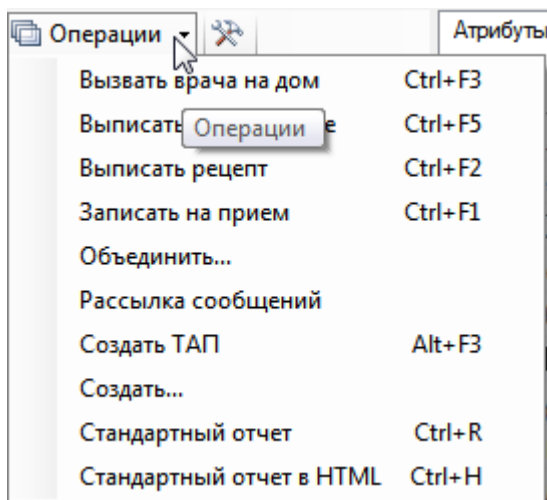 Операции Атрибуты
Вызвать врача на дом Ctrl+F3
Выписать е Ctrl+F5
Операции
Выписать рецепт Ctrl+F2
Записать на прием Ctrl+F1
Объединить...
Рассылка сообщений
Создать ТАП Alt+F3
Создать...
Стандартный отчет Ctrl+R
Стандартный отчет в HTML Ctrl+H